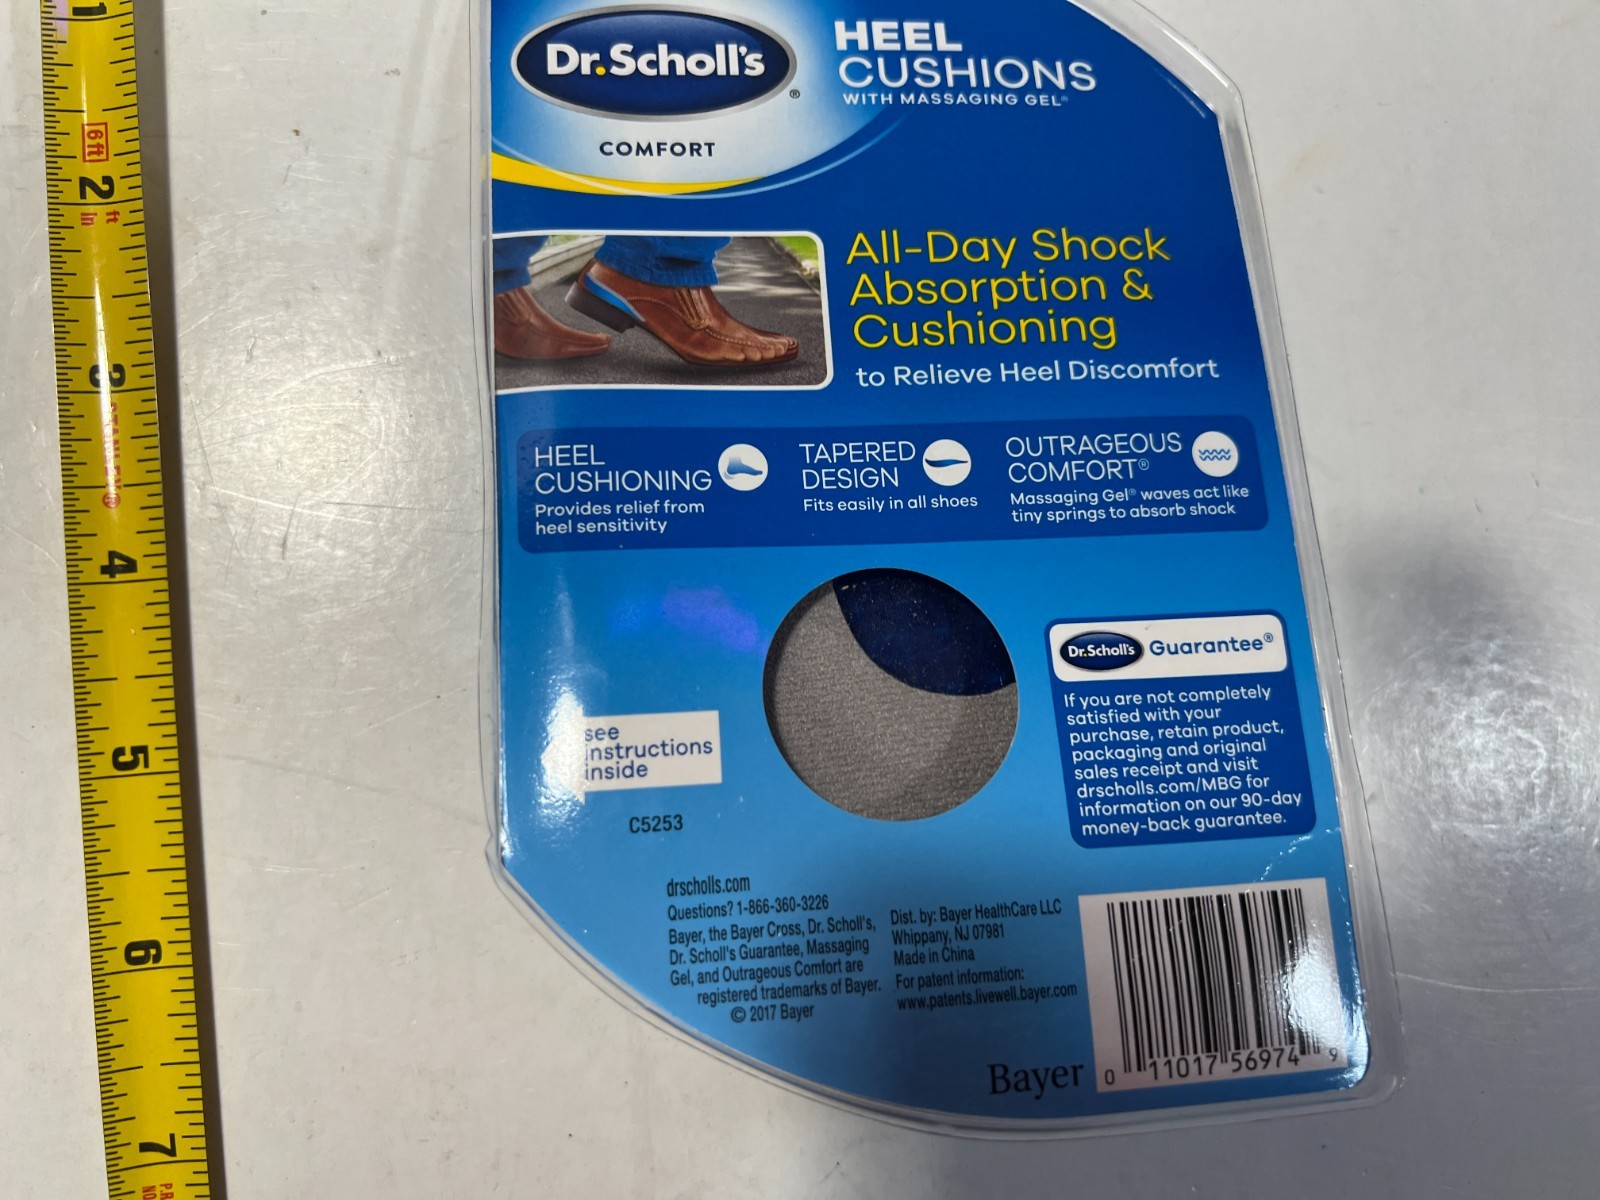 1
6ft
2
ft
in
3
STANLEY®
4
5
6
7
P.R.
NO
Dr.Scholl's®
COMFORT
HEEL
CUSHIONS
WITH MASSAGING GEL®
All-Day Shock
Absorption &
Cushioning
to Relieve Heel Discomfort
HEEL
CUSHIONING
Provides relief from
heel sensitivity
TAPERED
DESIGN
Fits easily in all shoes
OUTRAGEOUS
COMFORT®
Massaging Gel® waves act like
tiny springs to absorb shock
see
instructions
inside
C5253
Dr.Scholl's Guarantee®
If you are not completely
satisfied with your
purchase, retain product,
packaging and original
sales receipt and visit
drscholls.com/MBG for
information on our 90-day
money-back guarantee.
drscholls.com
Questions? 1-866-360-3226
Bayer, the Bayer Cross, Dr. Scholl's,
Dr. Scholl's Guarantee, Massaging
Gel, and Outrageous Comfort are
registered trademarks of Bayer.
© 2017 Bayer
Dist. by: Bayer HealthCare LLC
Whippany, NJ 07981
Made in China
For patent information:
www.patents.livewell.bayer.com
Bayer
0 11017 56974 9